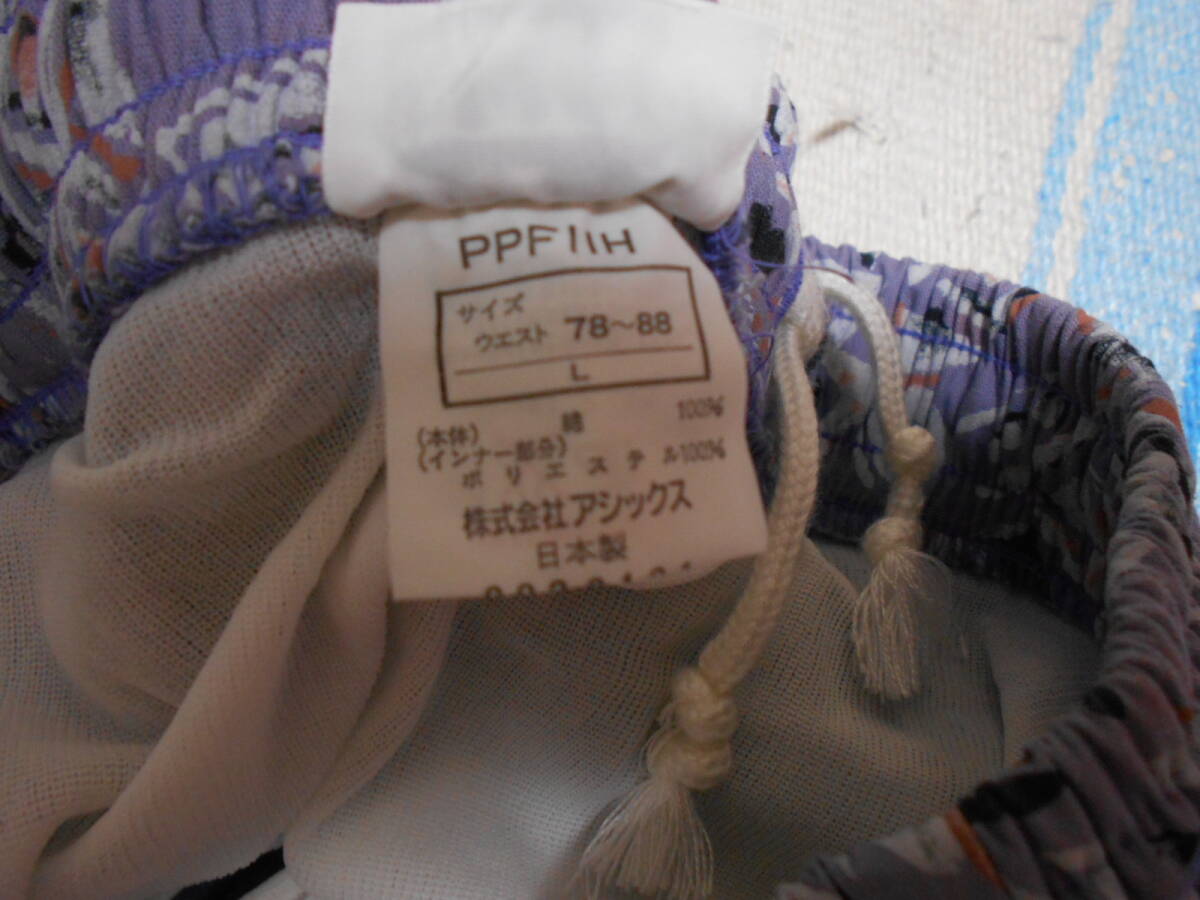 PPF11H
サイズ
ウエスト 78～88
L
(本体) 綿 100%
(インナー部分)
ポリエステル100%
株式会社アシックス
日本製